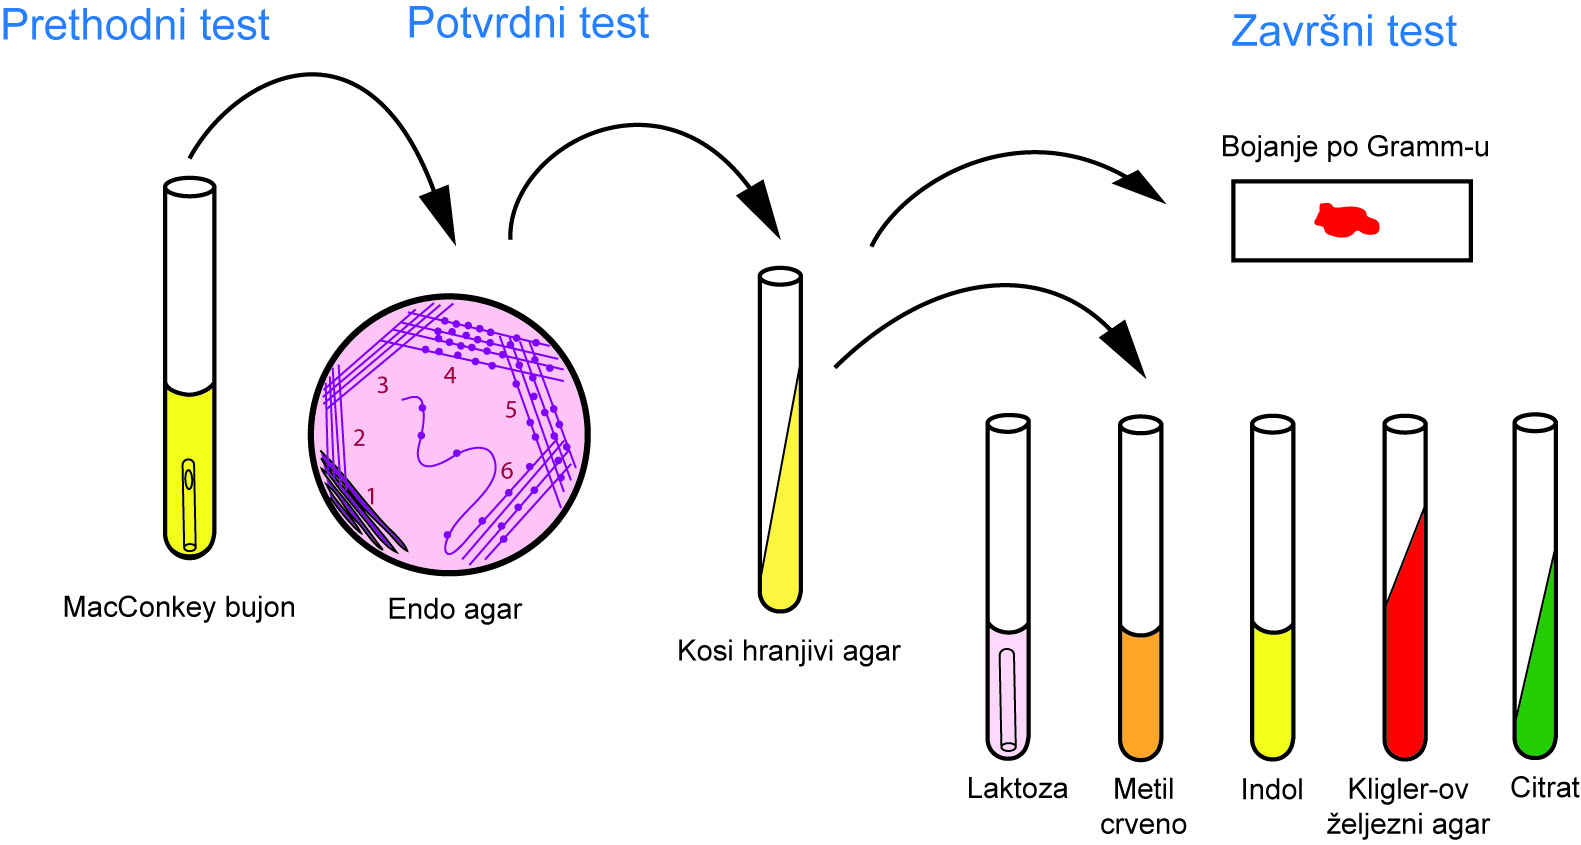 Prethodni test
Potvrdni test
Završni test
Bojanje po Gramm-u
3
4
5
2
6
1
MacConkey bujon
Endo agar
Kosi hranjivi agar
Laktoza
Metil
crveno
Indol
Kligler-ov
željezni agar
Citrat